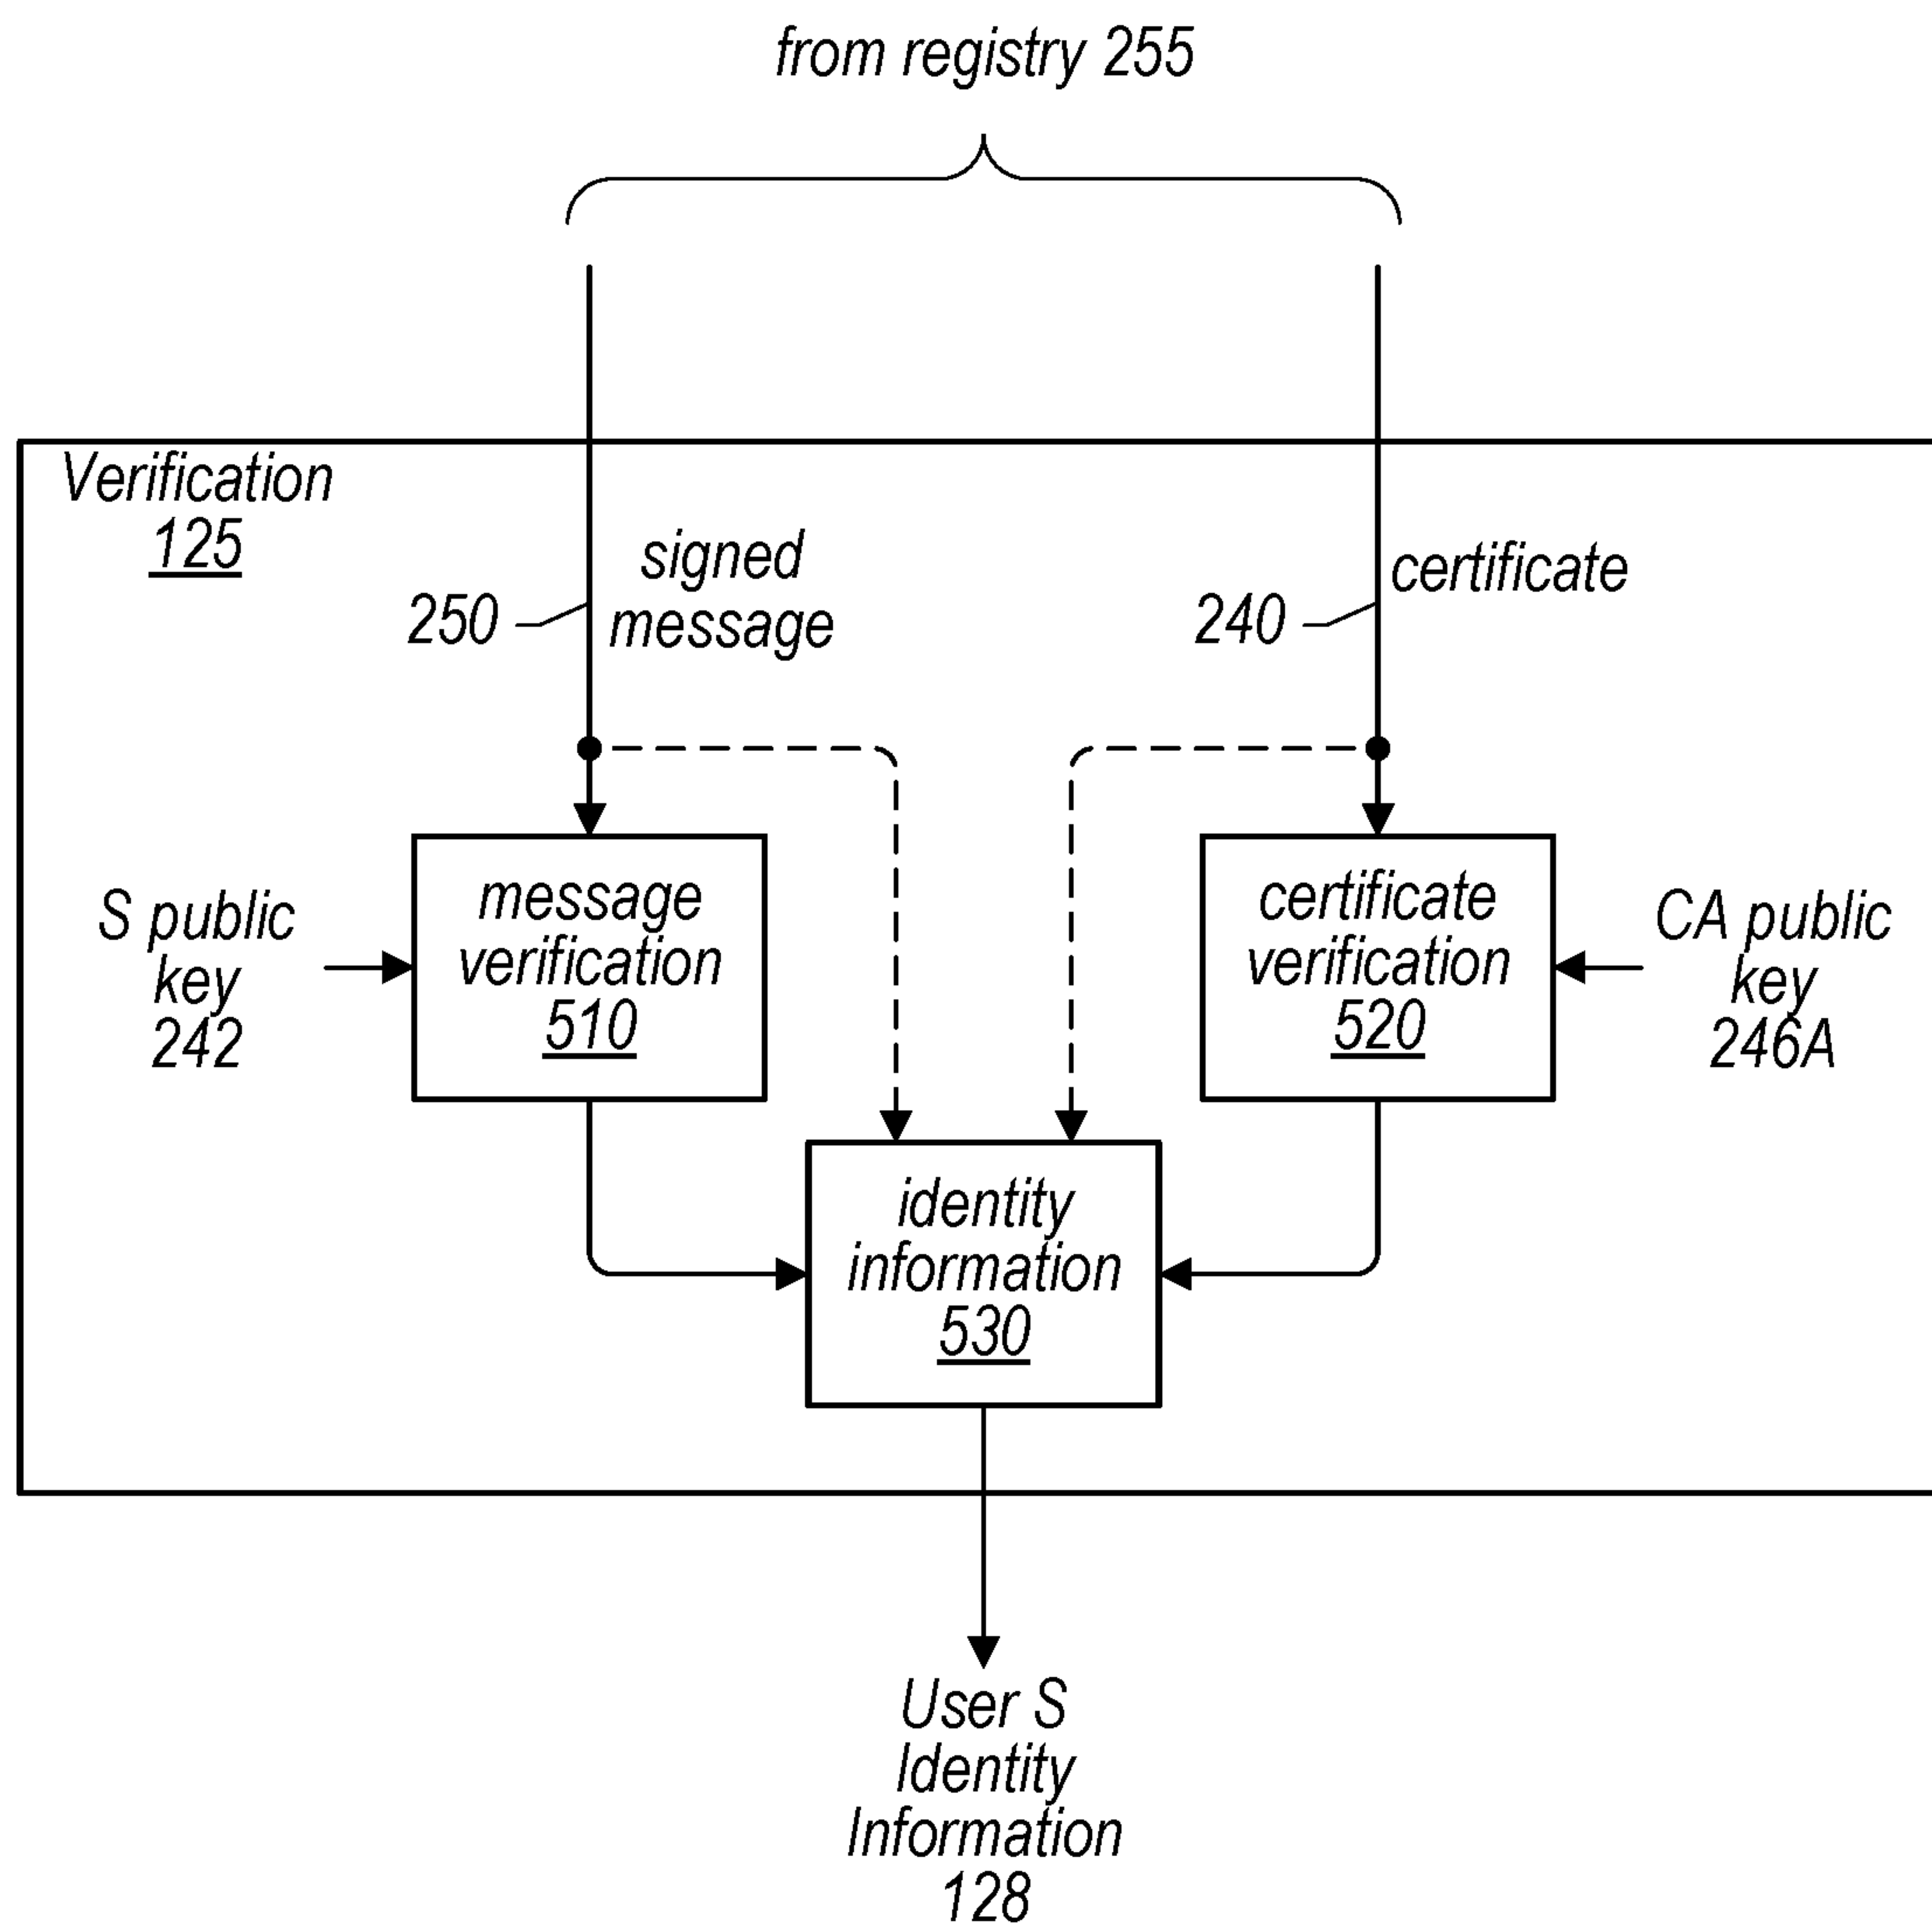 from registry 255
Verification
125
signed
message
250
certificate
240
S public
key
242
message
verification
510
certificate
verification
520
CA public
key
246A
identity
information
530
User S
Identity
Information
128